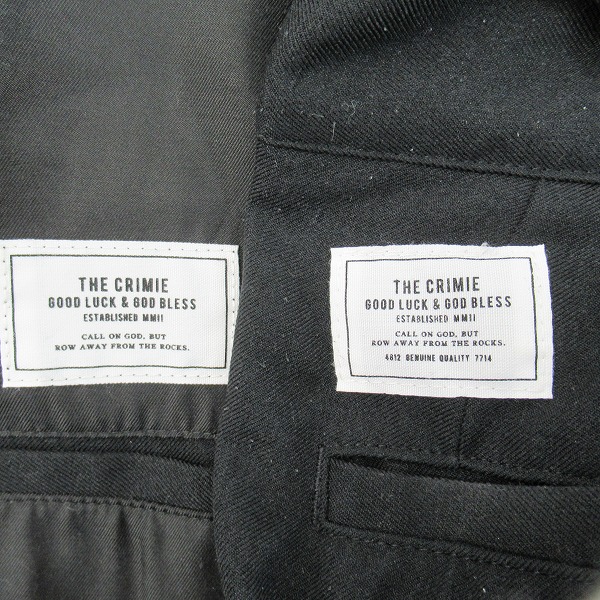 THE CRIMIE
GOOD LUCK & GOD BLESS
ESTABLISHED MMII
CALL ON GOD, BUT
ROW AWAY FROM THE ROCKS.
THE CRIMIE
GOOD LUCK & GOD BLESS
ESTABLISHED MMII
CALL ON GOD, BUT
ROW AWAY FROM THE ROCKS.
4812 GENUINE QUALITY 7714